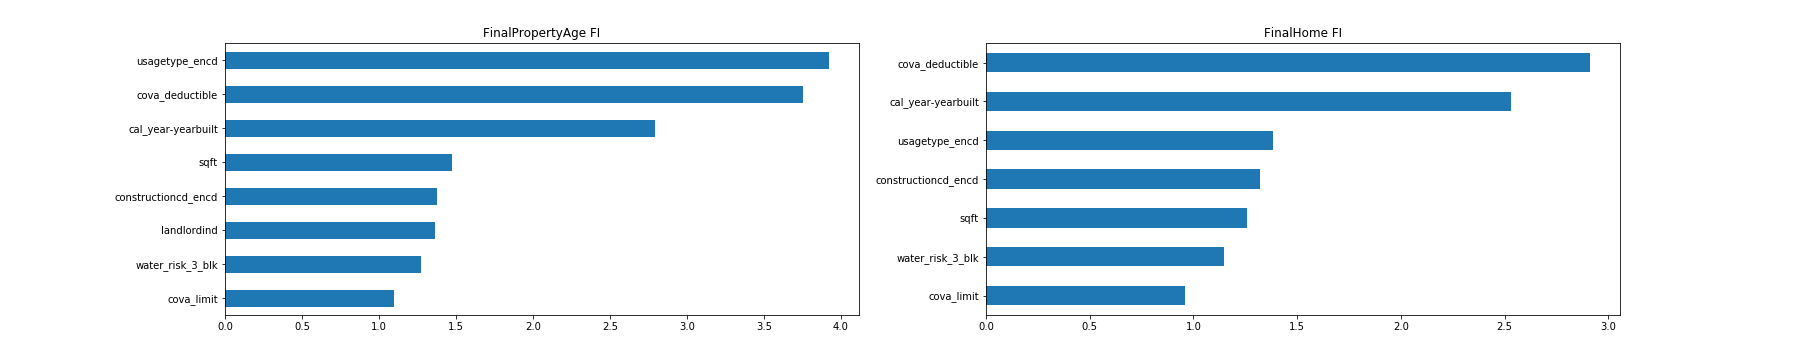 FinalPropertyAge FI
usagetype_encd
cova_deductible
cal_year-yearbuilt
sqft
constructioncd_encd
landlordind
water_risk_3_blk
cova_limit
0.0 0.5 1.0 1.5 2.0 2.5 3.0 3.5 4.0
FinalHome FI
cova_deductible
cal_year-yearbuilt
usagetype_encd
constructioncd_encd
sqft
water_risk_3_blk
cova_limit
0.0 0.5 1.0 1.5 2.0 2.5 3.0